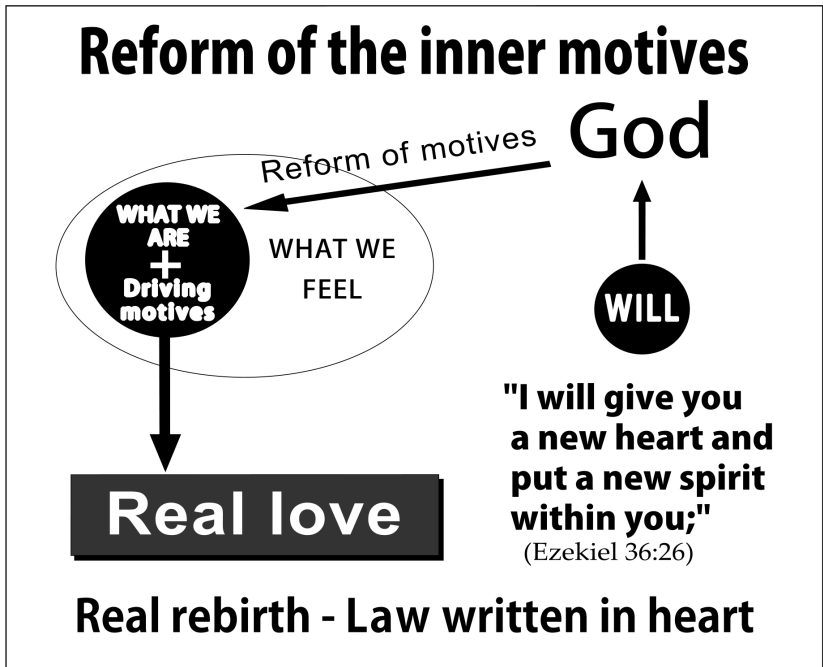 Reform of the inner motives
God
Reform of motives
WHAT WE
ARE
+
Driving
motives
WHAT WE
FEEL
WILL
Real love
"I will give you
a new heart and
put a new spirit
within you;"
(Ezekiel 36:26)
Real rebirth - Law written in heart